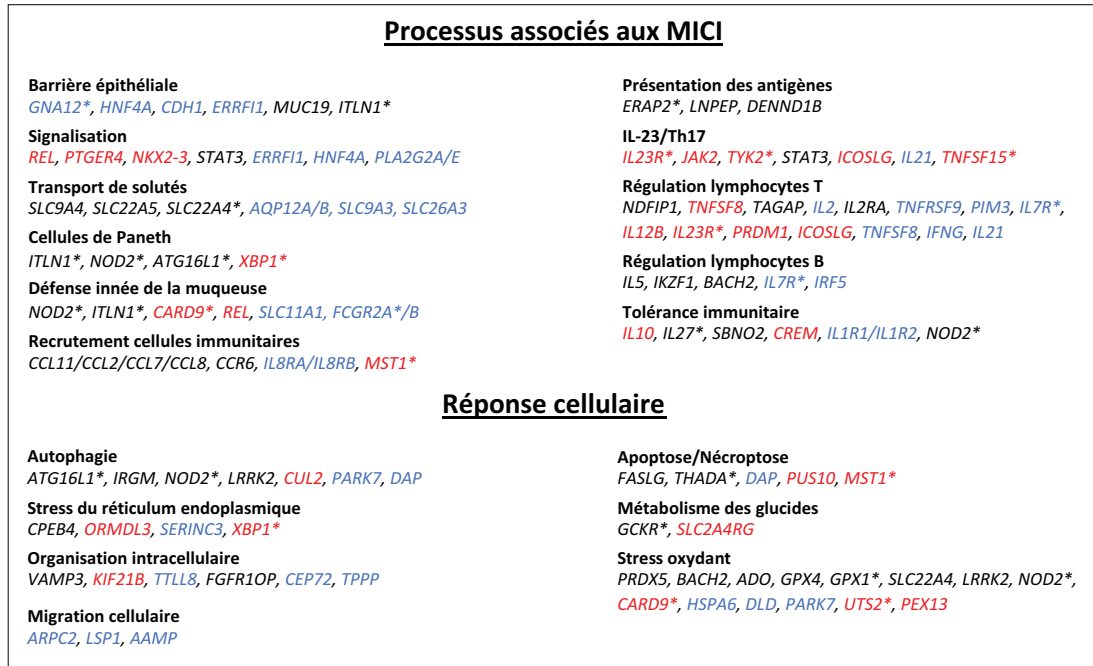 Processus associés aux MICI
Barrière épithéliale
GNA12*, HNF4A, CDH1, ERRFI1, MUC19, ITLN1*
Signalisation
REL, PTGER4, NKX2-3, STAT3, ERRFI1, HNF4A, PLA2G2A/E
Transport de solutés
SLC9A4, SLC22A5, SLC22A4*, AQP12A/B, SLC9A3, SLC26A3
Cellules de Paneth
ITLN1*, NOD2*, ATG16L1*, XBP1*
Défense innée de la muqueuse
NOD2*, ITLN1*, CARD9*, REL, SLC11A1, FCGR2A*/B
Recrutement cellules immunitaires
CCL11/CCL2/CCL7/CCL8, CCR6, IL8RA/IL8RB, MST1*
Présentation des antigènes
ERAP2*, LNPEP, DENND1B
IL-23/Th17
IL23R*, JAK2, TYK2*, STAT3, ICOSLG, IL21, TNFSF15*
Régulation lymphocytes T
NDFIP1, TNFSF8, TAGAP, IL2, IL2RA, TNFRSF9, PIM3, IL7R*,
IL12B, IL23R*, PRDM1, ICOSLG, TNFSF8, IFNG, IL21
Régulation lymphocytes B
IL5, IKZF1, BACH2, IL7R*, IRF5
Tolérance immunitaire
IL10, IL27*, SBNO2, CREM, IL1R1/IL1R2, NOD2*
Réponse cellulaire
Autophagie
ATG16L1*, IRGM, NOD2*, LRRK2, CUL2, PARK7, DAP
Stress du réticulum endoplasmique
CPEB4, ORMDL3, SERINC3, XBP1*
Organisation intracellulaire
VAMP3, KIF21B, TTLL8, FGFR1OP, CEP72, TPPP
Migration cellulaire
ARPC2, LSP1, AAMP
Apoptose/Nécroptose
FASLG, THADA*, DAP, PUS10, MST1*
Métabolisme des glucides
GCKR*, SLC2A4RG
Stress oxydant
PRDX5, BACH2, ADO, GPX4, GPX1*, SLC22A4, LRRK2, NOD2*,
CARD9*, HSPA6, DLD, PARK7, UTS2*, PEX13